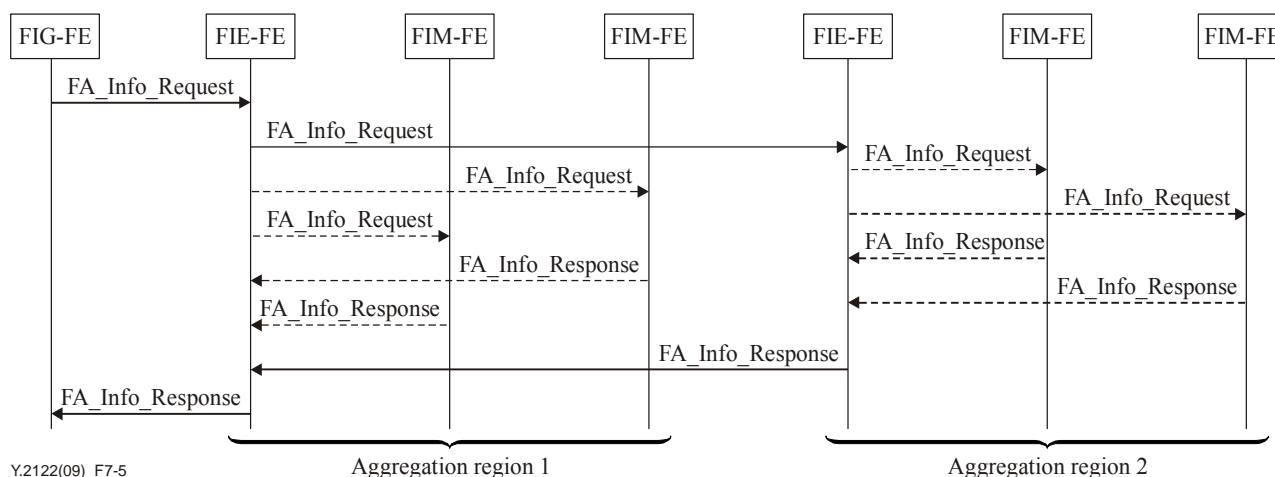 FIG-FE FIE-FE FIM-FE FIM-FE FIE-FE FIM-FE FIM-FE
FA_Info_Request
FA_Info_Request
FA_Info_Request
FA_Info_Request
FA_Info_Request
FA_Info_Request
FA_Info_Response
FA_Info_Response
FA_Info_Response
FA_Info_Response
FA_Info_Response
FA_Info_Response
Y.2122(09)_F7-5 Aggregation region 1 Aggregation region 2